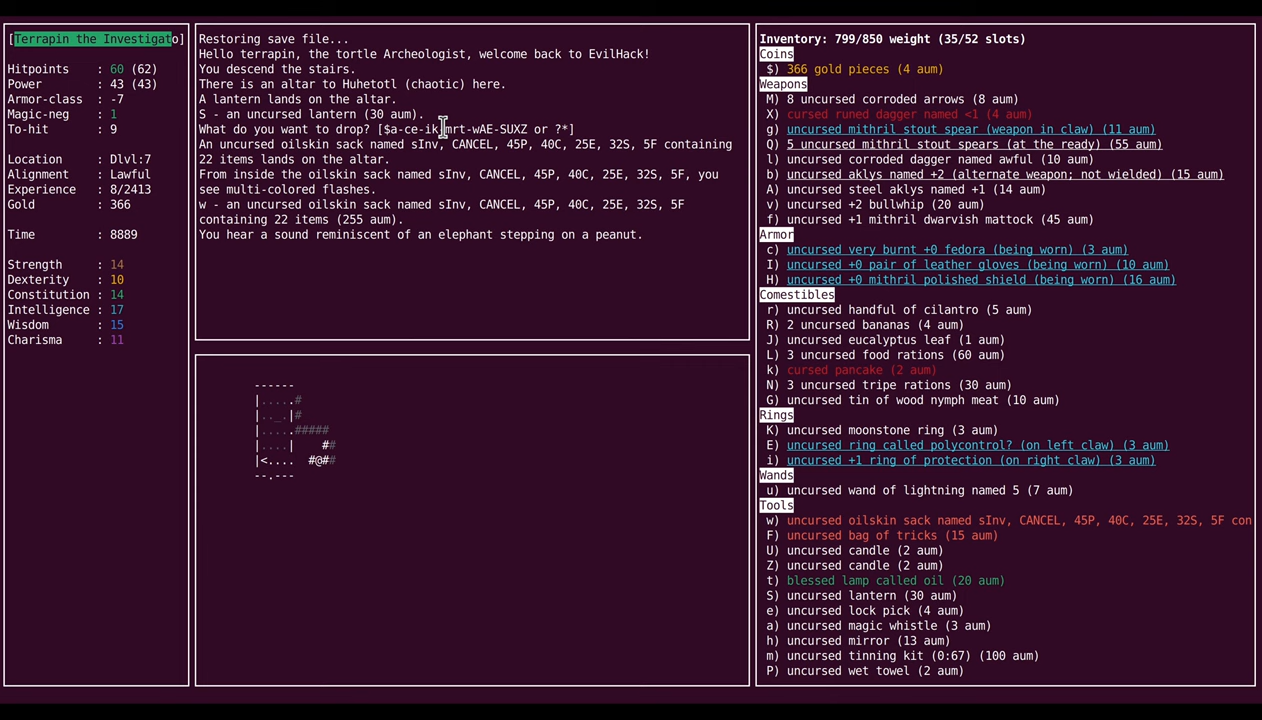 [Terrapin the Investigato]
Hitpoints : 60 (62)
Power : 43 (43)
Armor-class : -7
Magic-neg : 1
To-hit : 9
Location : Dlvl:7
Alignment : Lawful
Experience : 8/2413
Gold : 366
Time : 8889
Strength : 14
Dexterity : 10
Constitution : 14
Intelligence : 17
Wisdom : 15
Charisma : 11
Restoring save file...
Hello terrapin, the tortle Archeologist, welcome back to EvilHack!
You descend the stairs.
There is an altar to Huhetotl (chaotic) here.
A lantern lands on the altar.
S - an uncursed lantern (30 aum).
What do you want to drop? [$a-ce-ik-mrt-wAE-SUXZ or ?*]
An uncursed oilskin sack named sInv, CANCEL, 45P, 40C, 25E, 32S, 5F containing
22 items lands on the altar.
From inside the oilskin sack named sInv, CANCEL, 45P, 40C, 25E, 32S, 5F, you
see multi-colored flashes.
w - an uncursed oilskin sack named sInv, CANCEL, 45P, 40C, 25E, 32S, 5F
containing 22 items (255 aum).
You hear a sound reminiscent of an elephant stepping on a peanut.
------
|.....#
|.._.|#
|.....#####
|....|    ##
|<....  #@##
--.---
Inventory: 799/850 weight (35/52 slots)
Coins
$) 366 gold pieces (4 aum)
Weapons
M) 8 uncursed corroded arrows (8 aum)
X) cursed runed dagger named <1 (4 aum)
g) uncursed mithril stout spear (weapon in claw) (11 aum)
Q) 5 uncursed mithril stout spears (at the ready) (55 aum)
l) uncursed corroded dagger named awful (10 aum)
b) uncursed aklys named +2 (alternate weapon; not wielded) (15 aum)
A) uncursed steel aklys named +1 (14 aum)
v) uncursed +2 bullwhip (20 aum)
f) uncursed +1 mithril dwarvish mattock (45 aum)
Armor
c) uncursed very burnt +0 fedora (being worn) (3 aum)
I) uncursed +0 pair of leather gloves (being worn) (10 aum)
H) uncursed +0 mithril polished shield (being worn) (16 aum)
Comestibles
r) uncursed handful of cilantro (5 aum)
R) 2 uncursed bananas (4 aum)
J) uncursed eucalyptus leaf (1 aum)
L) 3 uncursed food rations (60 aum)
k) cursed pancake (2 aum)
N) 3 uncursed tripe rations (30 aum)
G) uncursed tin of wood nymph meat (10 aum)
Rings
K) uncursed moonstone ring (3 aum)
E) uncursed ring called polycontrol? (on left claw) (3 aum)
i) uncursed +1 ring of protection (on right claw) (3 aum)
Wands
u) uncursed wand of lightning named 5 (7 aum)
Tools
w) uncursed oilskin sack named sInv, CANCEL, 45P, 40C, 25E, 32S, 5F con
F) uncursed bag of tricks (15 aum)
U) uncursed candle (2 aum)
Z) uncursed candle (2 aum)
t) blessed lamp called oil (20 aum)
S) uncursed lantern (30 aum)
e) uncursed lock pick (4 aum)
a) uncursed magic whistle (3 aum)
h) uncursed mirror (13 aum)
m) uncursed tinning kit (0:67) (100 aum)
P) uncursed wet towel (2 aum)